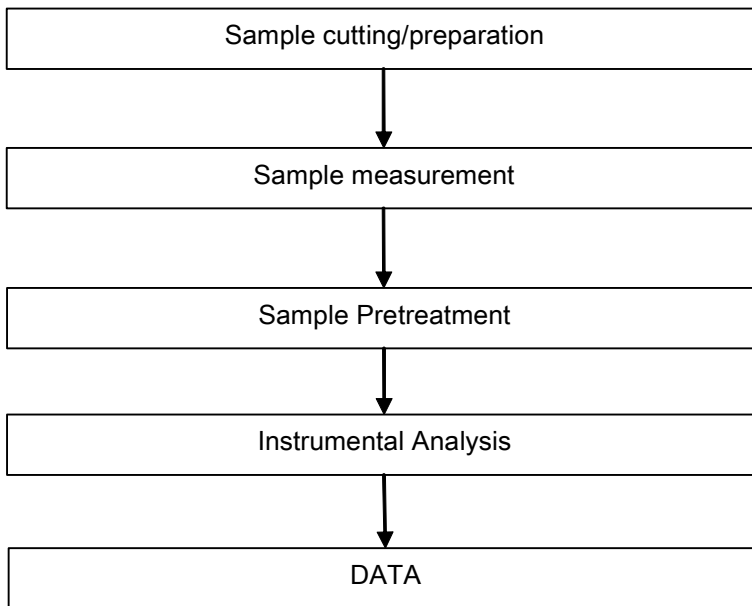 Sample cutting/preparation
Sample measurement
Sample Pretreatment
Instrumental Analysis
DATA